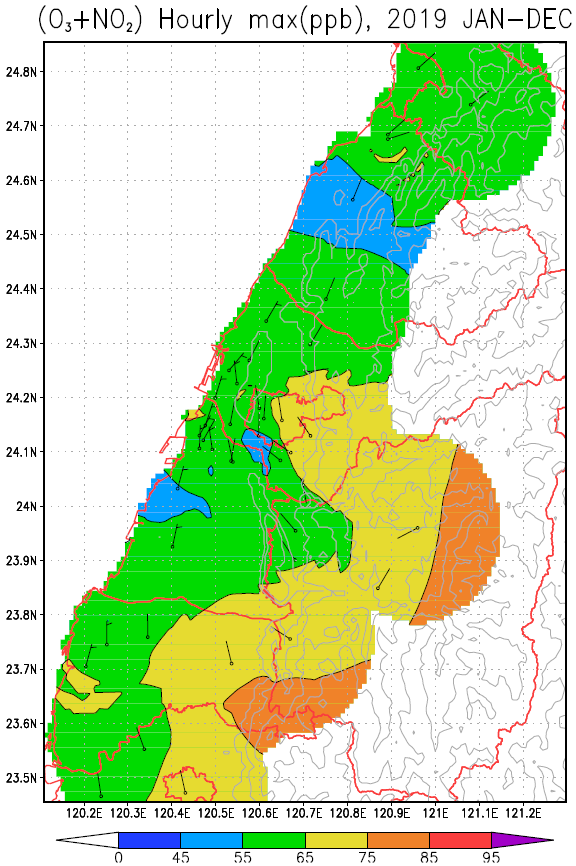 (O₃+NO₂) Hourly max(ppb), 2019 JAN−DEC
24.8N
24.7N
24.6N
24.5N
24.4N
24.3N
24.2N
24.1N
24N
23.9N
23.8N
23.7N
23.6N
23.5N
120.2E 120.3E 120.4E 120.5E 120.6E 120.7E 120.8E 120.9E 121E 121.1E 121.2E
0 45 55 65 75 85 95